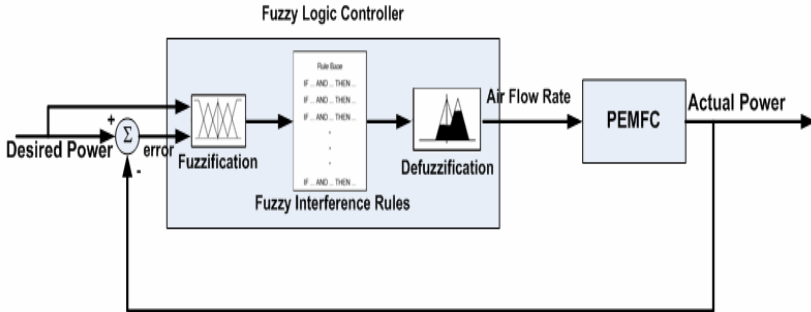 Fuzzy Logic Controller
Rule Base
IF ... AND ... THEN ...
IF ... AND ... THEN ...
IF ... AND ... THEN ...
.
.
.
IF ... AND ... THEN ...
Air Flow Rate
Actual Power
PEMFC
+
Σ
Desired Power
error
-
Fuzzification
Defuzzification
Fuzzy Interference Rules